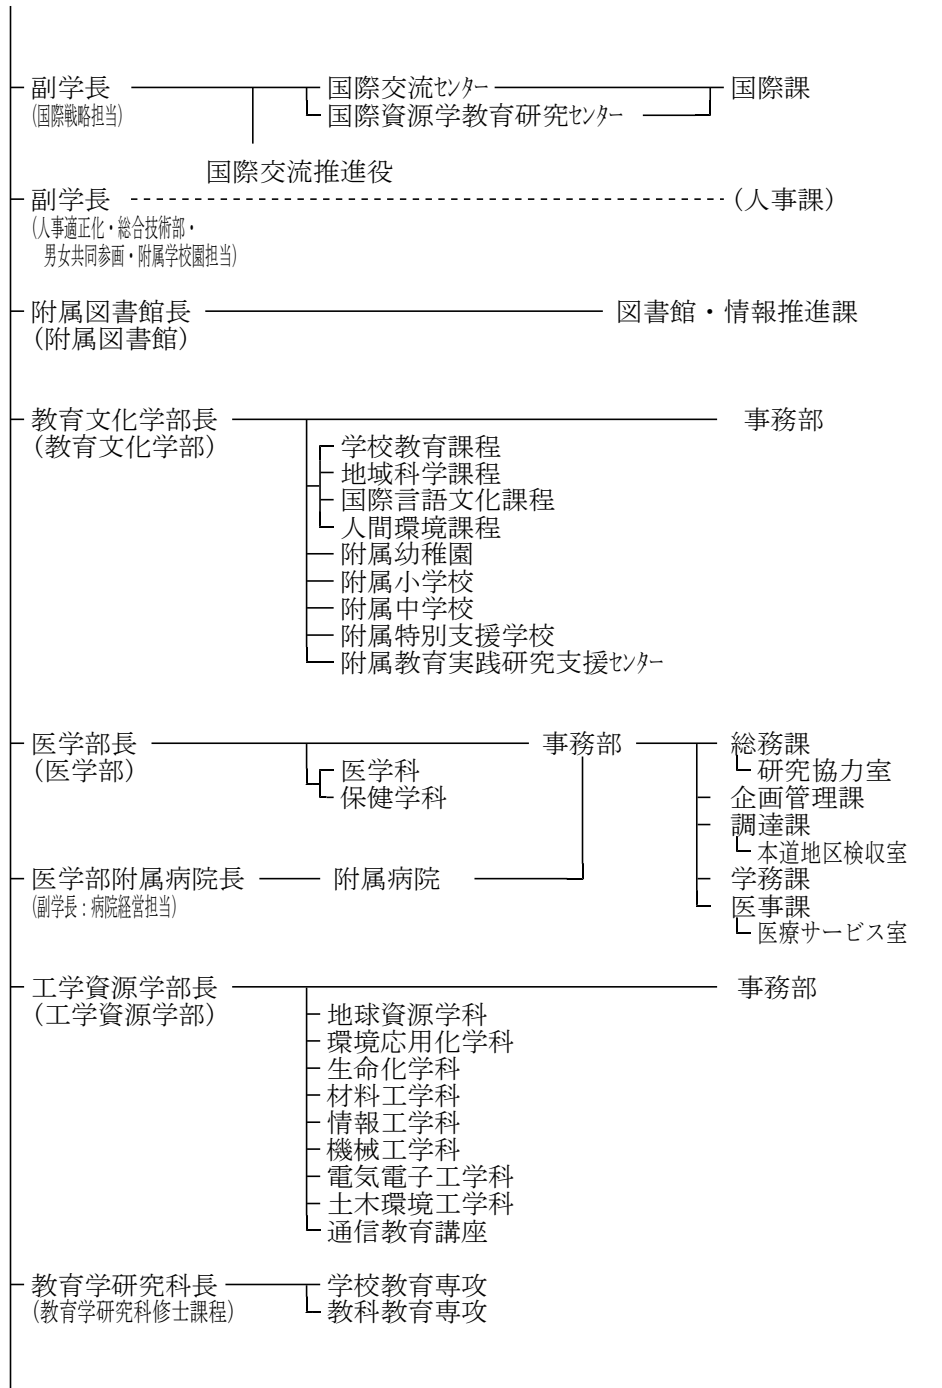 副学長 国際交流ｾﾝﾀｰ 国際課
(国際戦略担当) 国際資源学教育研究ｾﾝﾀｰ
国際交流推進役
副学長 (人事課)
(人事適正化・総合技術部・
男女共同参画・附属学校園担当)
附属図書館長 図書館・情報推進課
(附属図書館)
教育文化学部長 事務部
(教育文化学部) 学校教育課程
地域科学課程
国際言語文化課程
人間環境課程
附属幼稚園
附属小学校
附属中学校
附属特別支援学校
附属教育実践研究支援ｾﾝﾀｰ
医学部長 事務部 総務課
(医学部) 医学科 研究協力室
保健学科 企画管理課
調達課
本道地区検収室
医学部附属病院長 附属病院 学務課
(副学長：病院経営担当) 医事課
医療サービス室
工学資源学部長 事務部
(工学資源学部) 地球資源学科
環境応用化学科
生命化学科
材料工学科
情報工学科
機械工学科
電気電子工学科
土木環境工学科
通信教育講座
教育学研究科長 学校教育専攻
(教育学研究科修士課程) 教科教育専攻